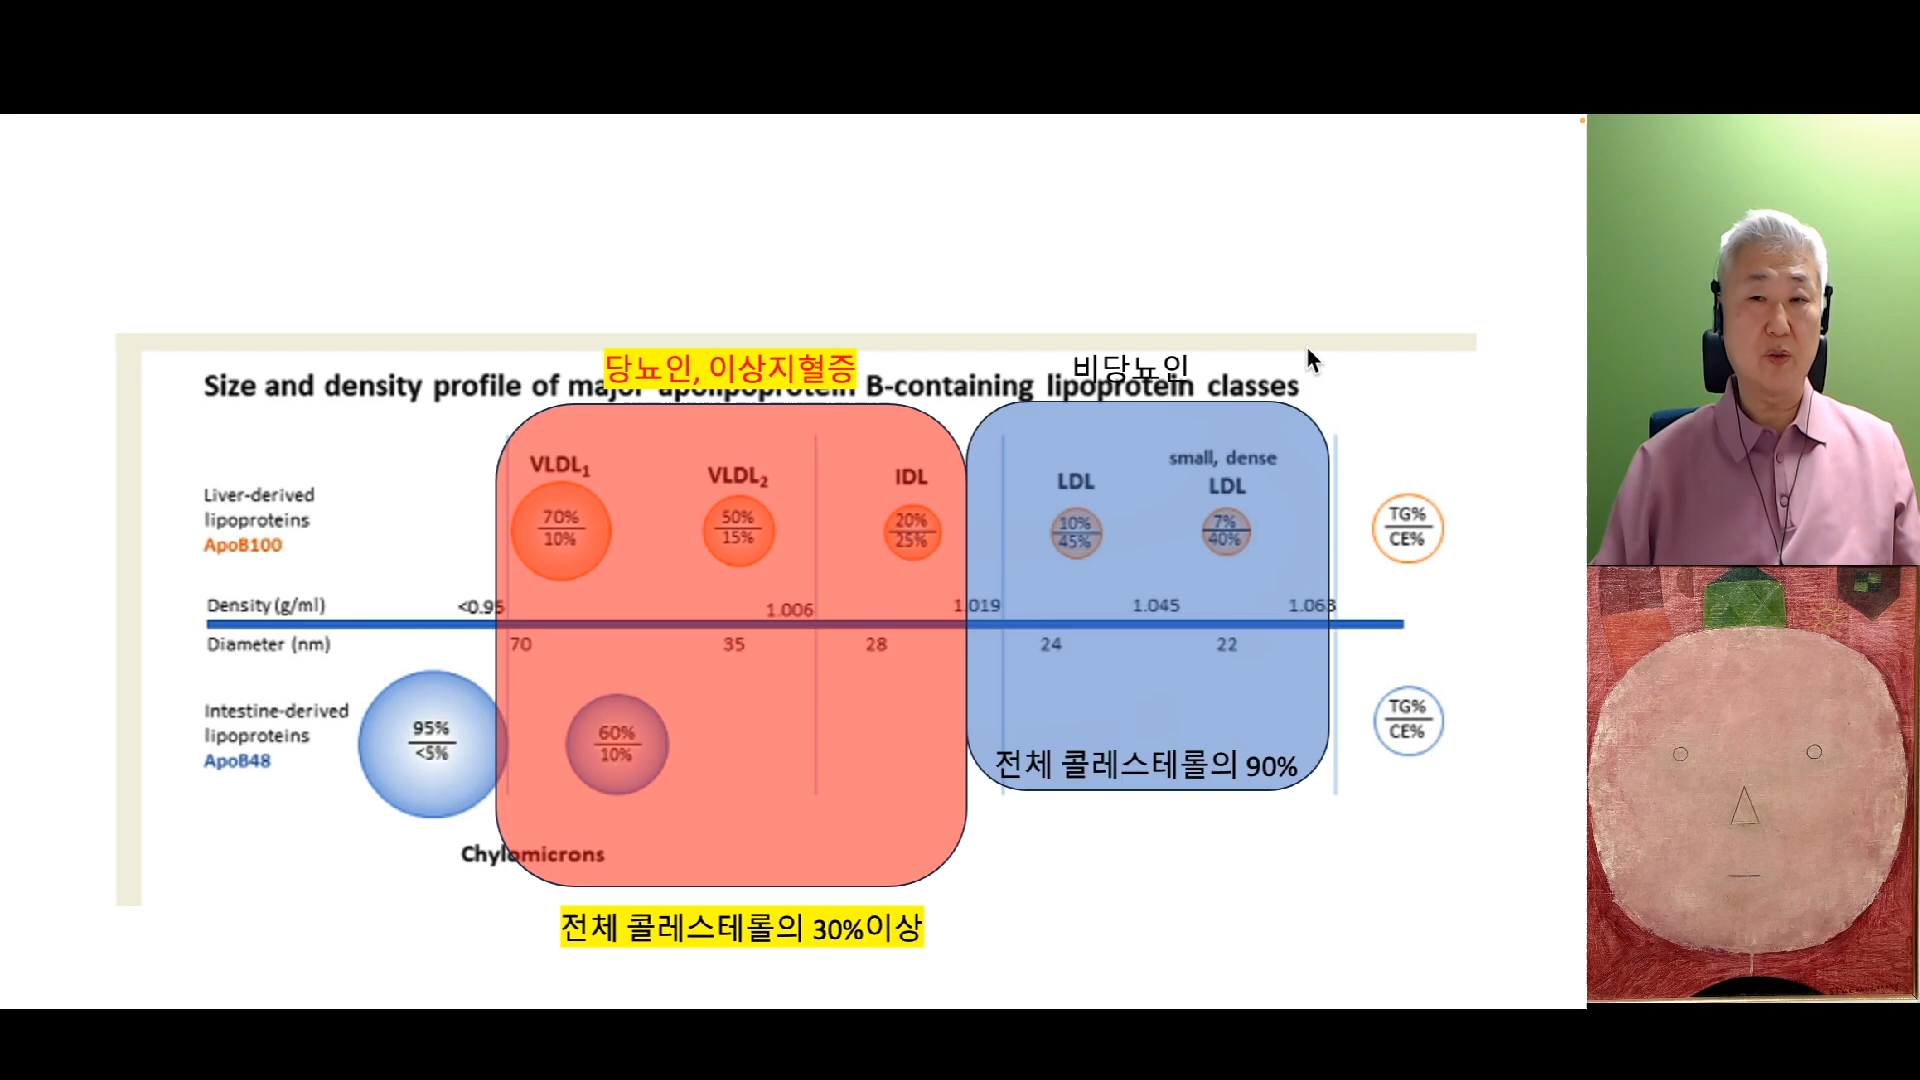 당뇨인, 이상지혈증
비당뇨인
Size and density profile of major apolipoprotein B-containing lipoprotein classes
VLDL1
VLDL2
IDL
LDL
small, dense
LDL
Liver-derived
lipoproteins
ApoB100
70%
10%
50%
15%
20%
25%
10%
45%
7%
40%
TG%
CE%
Density (g/ml)
<0.95
1.006
1.019
1.045
1.063
Diameter (nm)
70
35
28
24
22
Intestine-derived
lipoproteins
ApoB48
95%
<5%
60%
10%
TG%
CE%
전체 콜레스테롤의 90%
Chylomicrons
전체 콜레스테롤의 30%이상